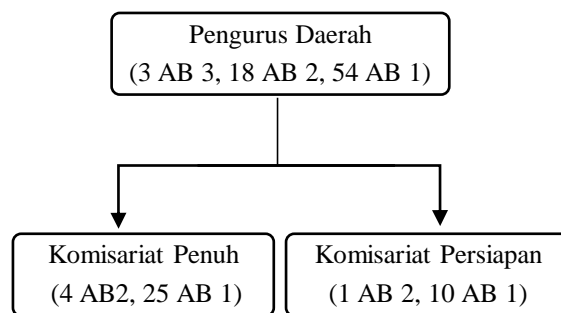 Pengurus Daerah
(3 AB 3, 18 AB 2, 54 AB 1)
Komisariat Penuh
(4 AB2, 25 AB 1)
Komisariat Persiapan
(1 AB 2, 10 AB 1)